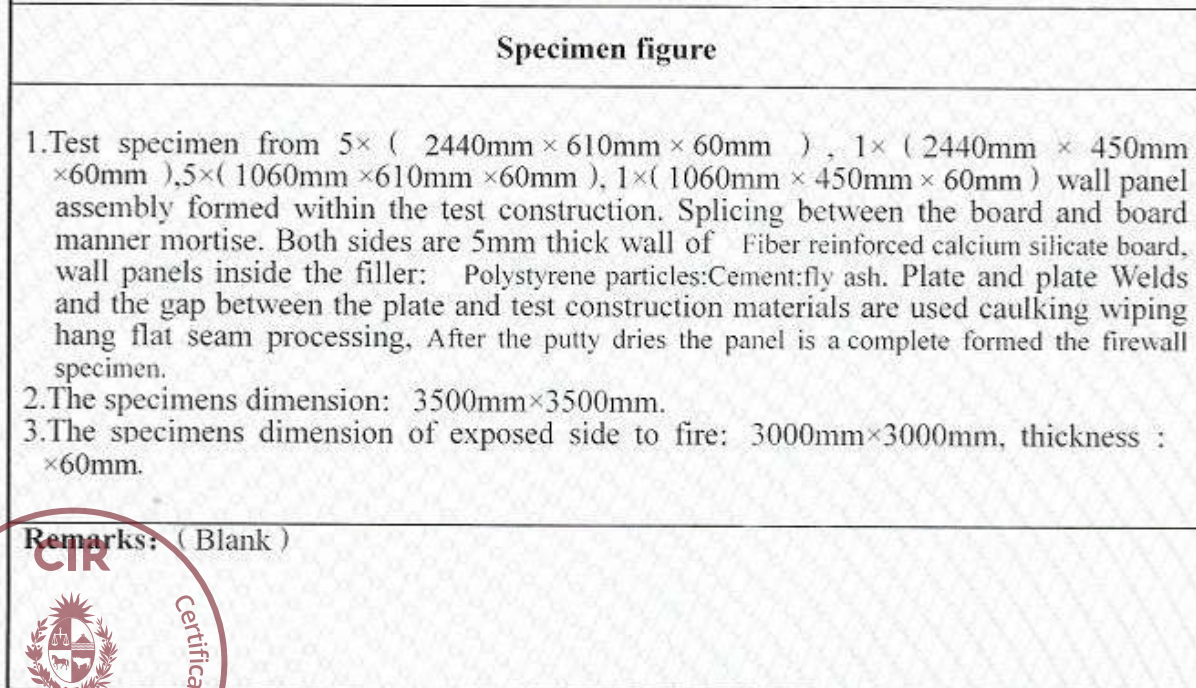 Specimen figure
1.Test specimen from 5× ( 2440mm × 610mm × 60mm ) , 1× ( 2440mm × 450mm
×60mm ),5×( 1060mm ×610mm ×60mm ), 1×( 1060mm × 450mm × 60mm ) wall panel
assembly formed within the test construction. Splicing between the board and board
manner mortise. Both sides are 5mm thick wall of Fiber reinforced calcium silicate board,
wall panels inside the filler: Polystyrene particles:Cement:fly ash. Plate and plate Welds
and the gap between the plate and test construction materials are used caulking wiping
hang flat seam processing, After the putty dries the panel is a complete formed the firewall
specimen.
2.The specimens dimension: 3500mm×3500mm.
3.The specimens dimension of exposed side to fire: 3000mm×3000mm, thickness :
×60mm.
Remarks: ( Blank )
CIR
Certifica